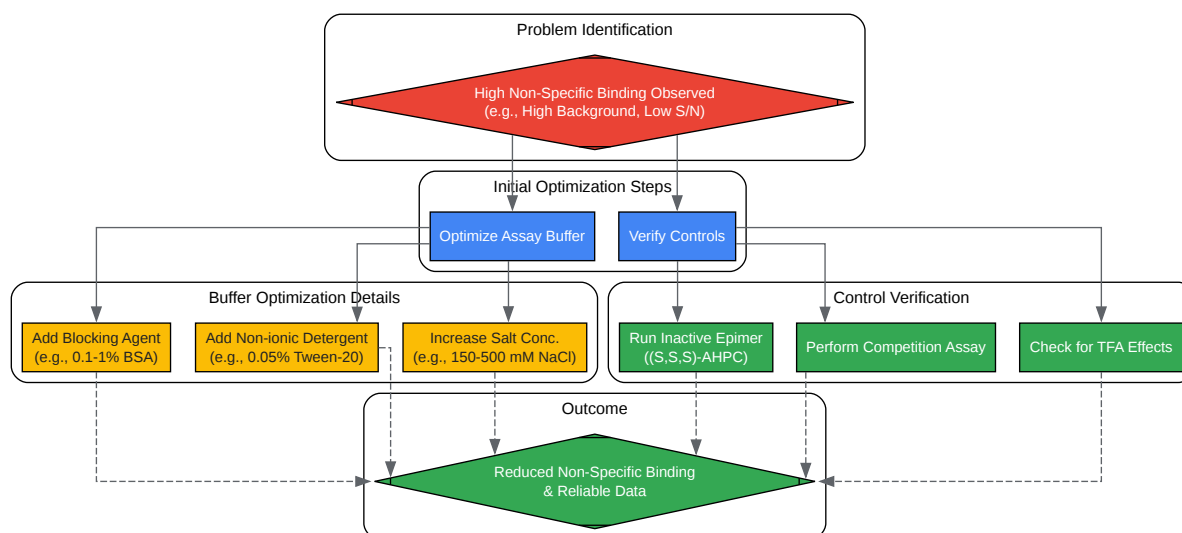 Problem Identification
High Non-Specific Binding Observed
(e.g., High Background, Low S/N)
Initial Optimization Steps
Optimize Assay Buffer
Verify Controls
Buffer Optimization Details
Control Verification
Add Blocking Agent
(e.g., 0.1-1% BSA)
Add Non-ionic Detergent
(e.g., 0.05% Tween-20)
Increase Salt Conc.
(e.g., 150-500 mM NaCl)
Run Inactive Epimer
((S,S,S)-AHPC)
Perform Competition Assay
Check for TFA Effects
Outcome
Reduced Non-Specific Binding
& Reliable Data